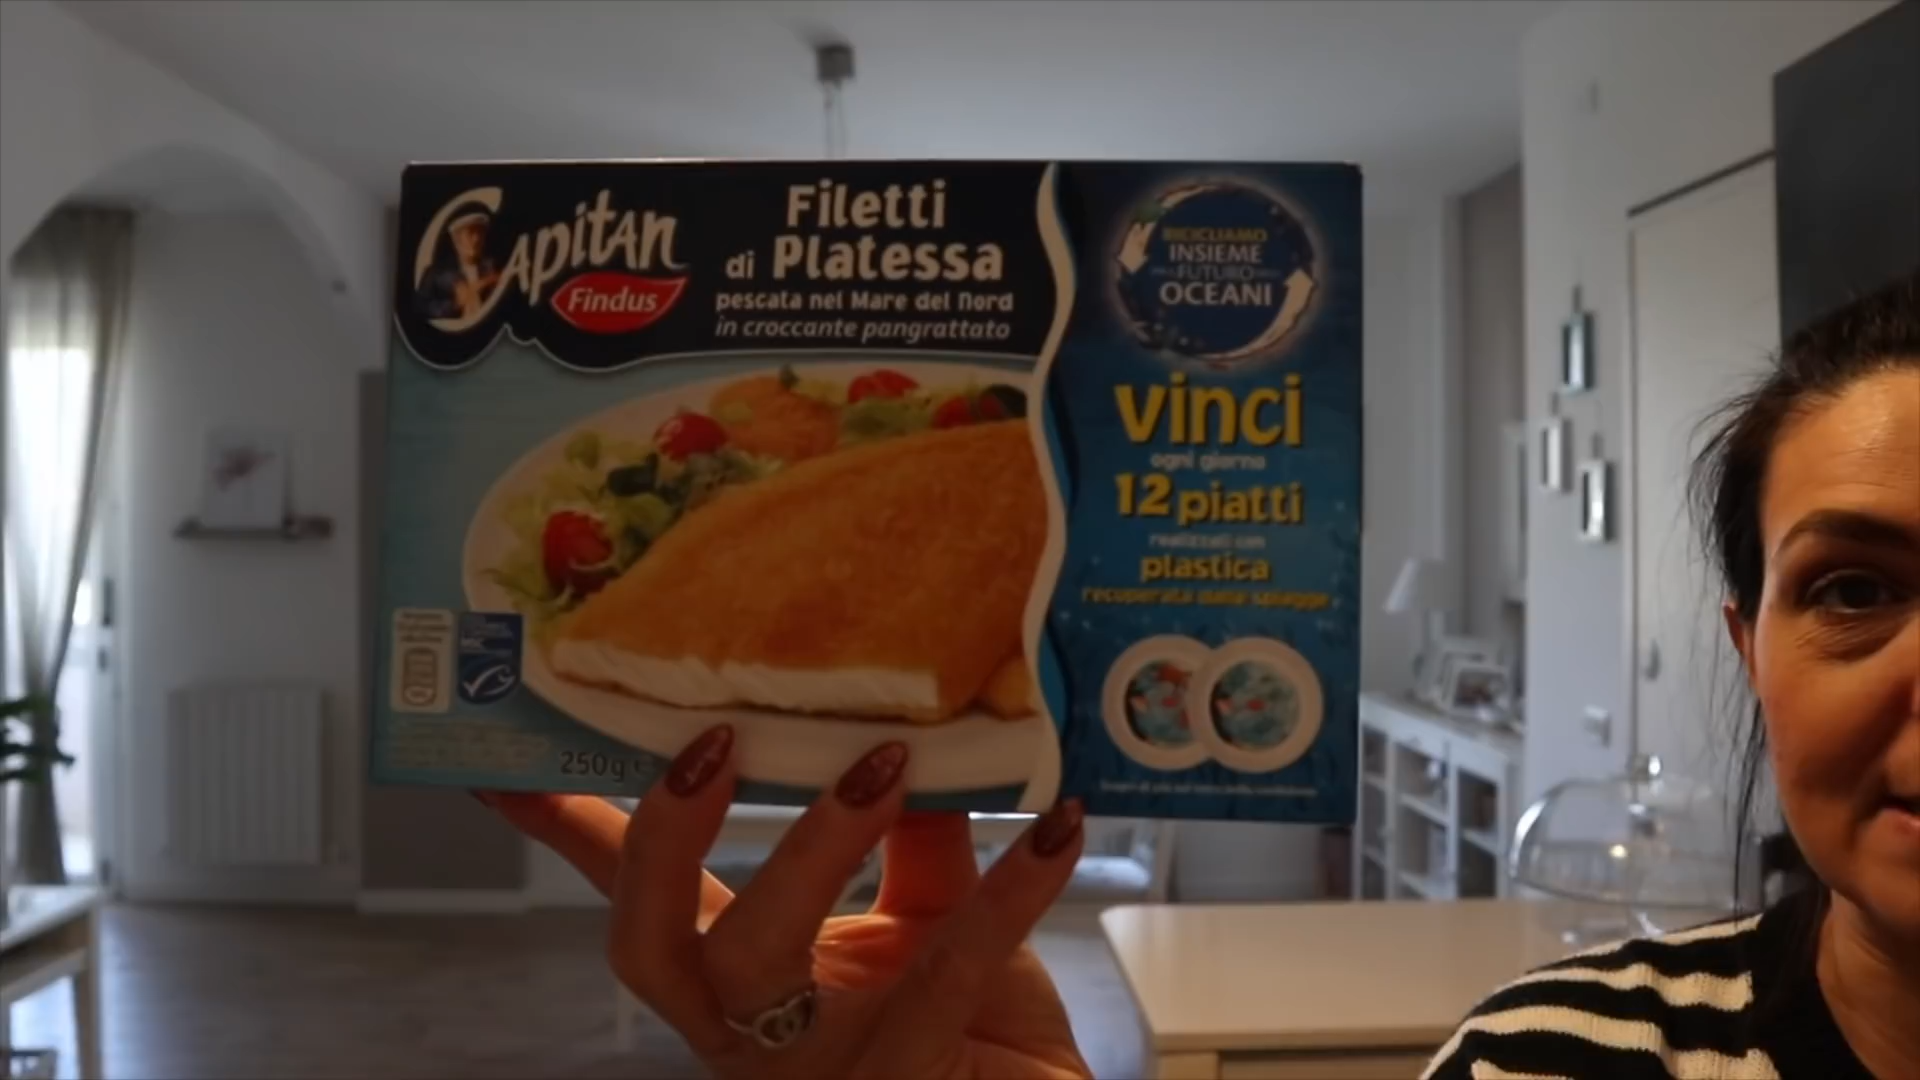 Capitan
Findus
Filetti
di Platessa
pescata nel Mare del Nord
in croccante pangrattato
RICICLIAMO
INSIEME
FUTURO
OCEANI
vinci
ogni giorno
12 piatti
realizzati con
plastica
recuperata dalle spiagge
MSC
250g e